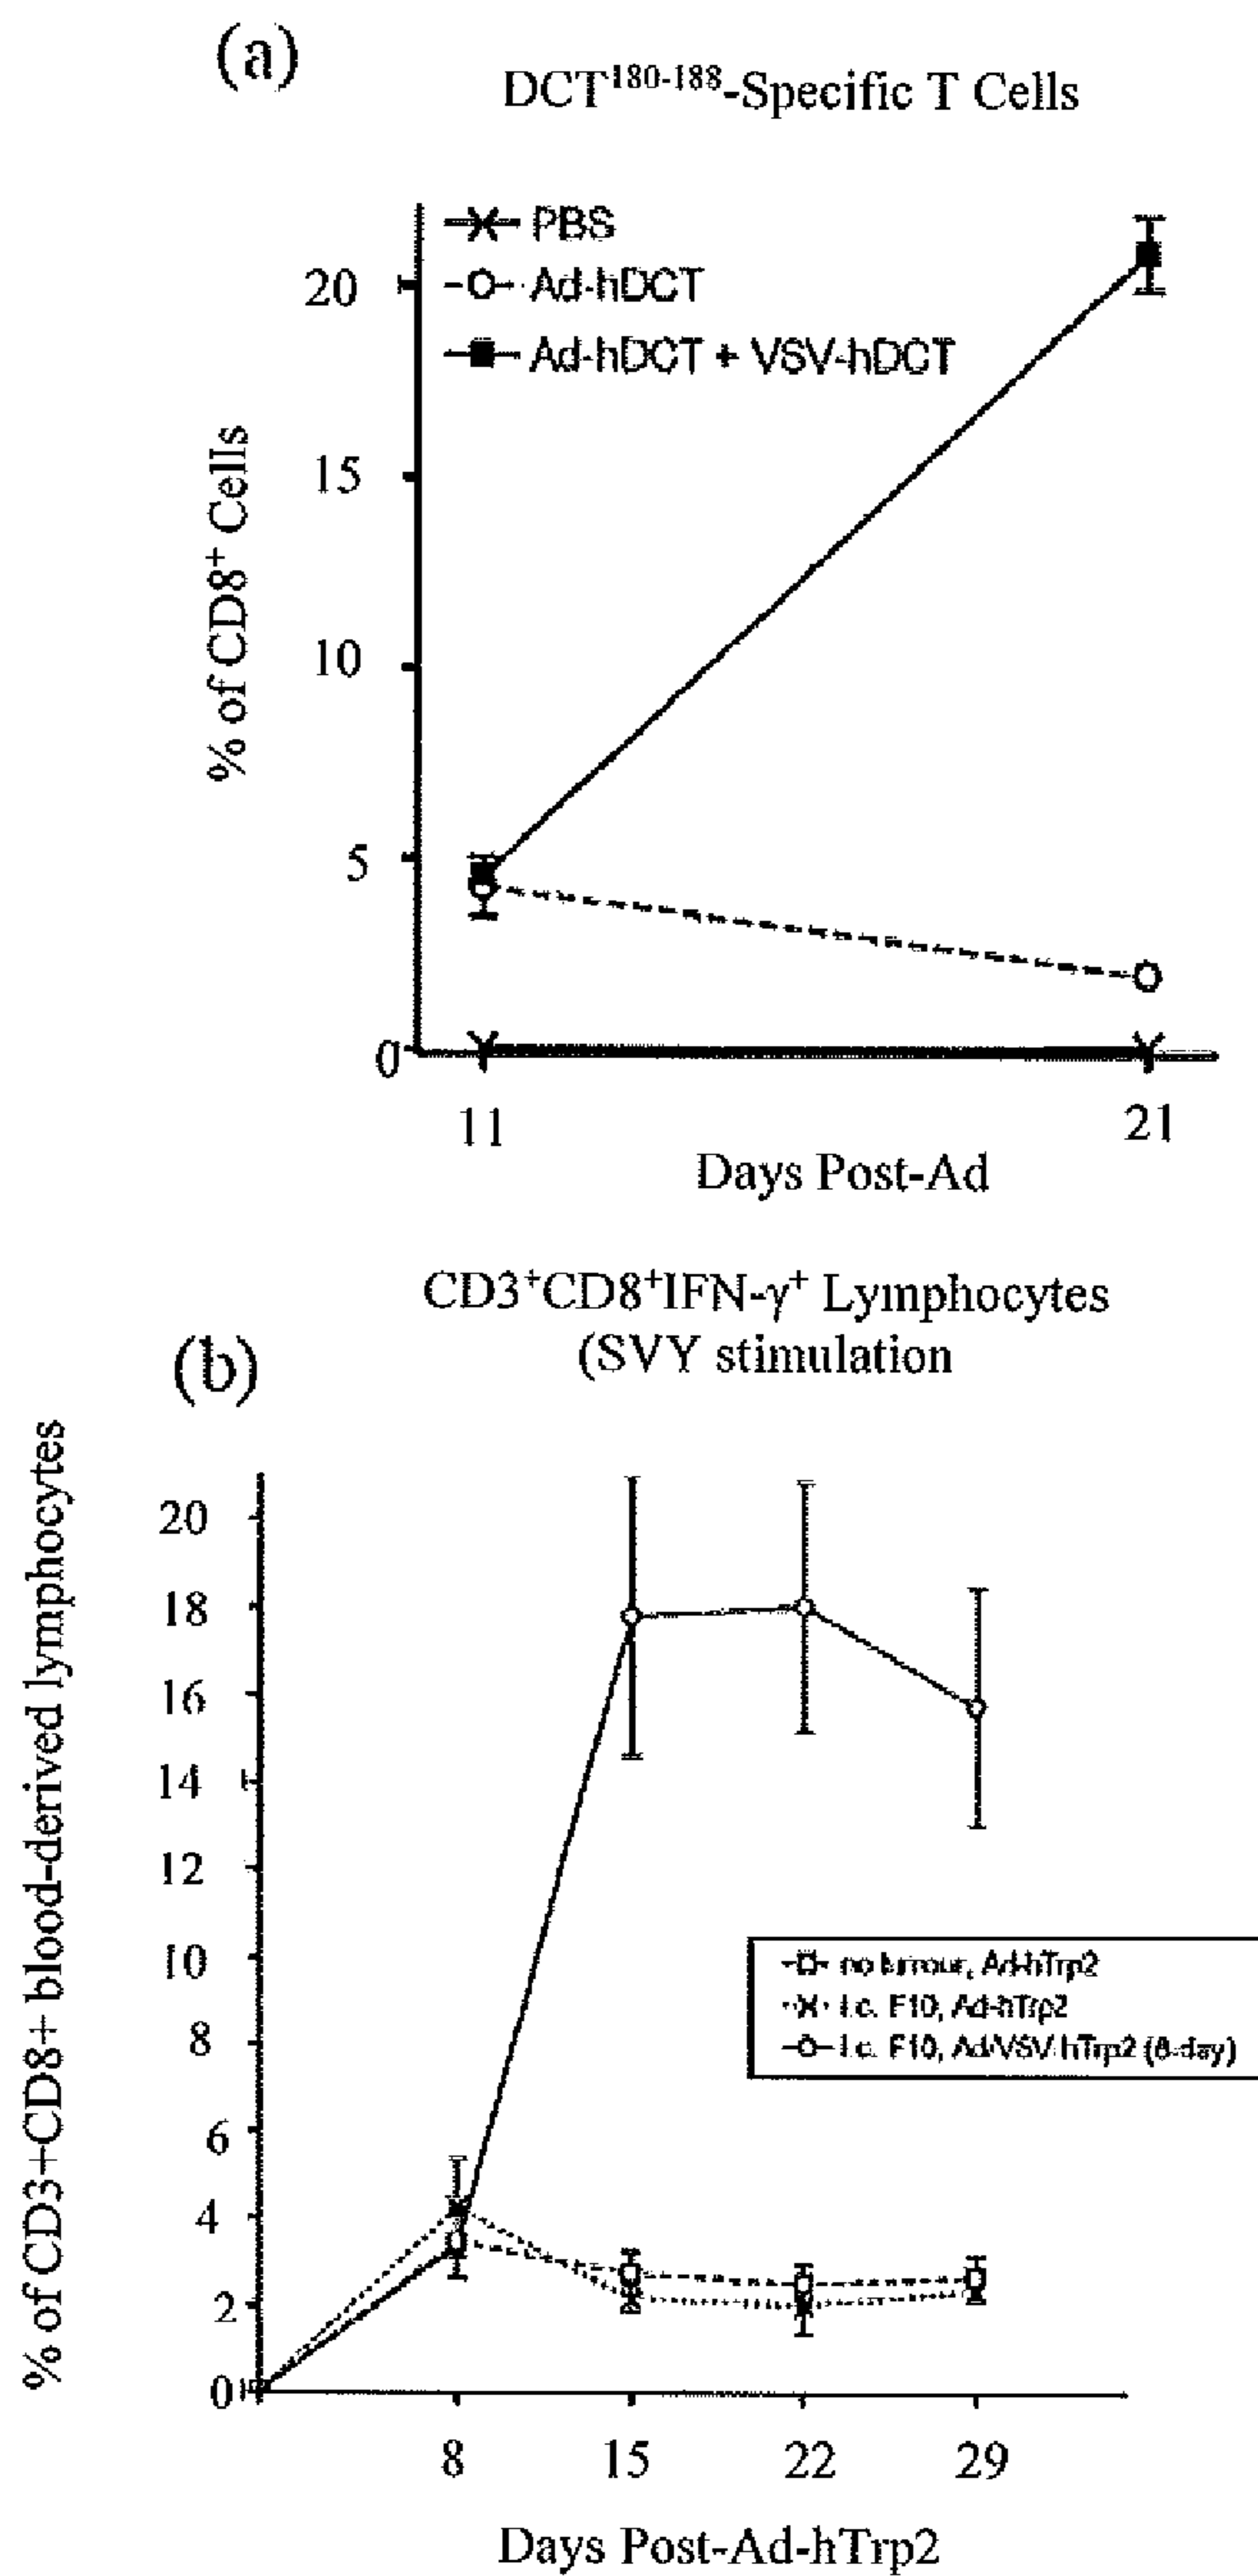 (a)
DCT180-188-Specific T Cells
PBS
Ad-hDCT
Ad-hDCT + VSV-hDCT
20
15
10
5
0
% of CD8+ Cells
11
21
Days Post-Ad
CD3+CD8+IFN-γ+ Lymphocytes
(SVY stimulation
(b)
% of CD3+CD8+ blood-derived lymphocytes
20
18
16
14
12
10
8
6
4
2
0
no tumour, Ad-hTrp2
i.c. F10, Ad-hTrp2
i.c. F10, Ad/VSV-hTrp2 (8-day)
8
15
22
29
Days Post-Ad-hTrp2